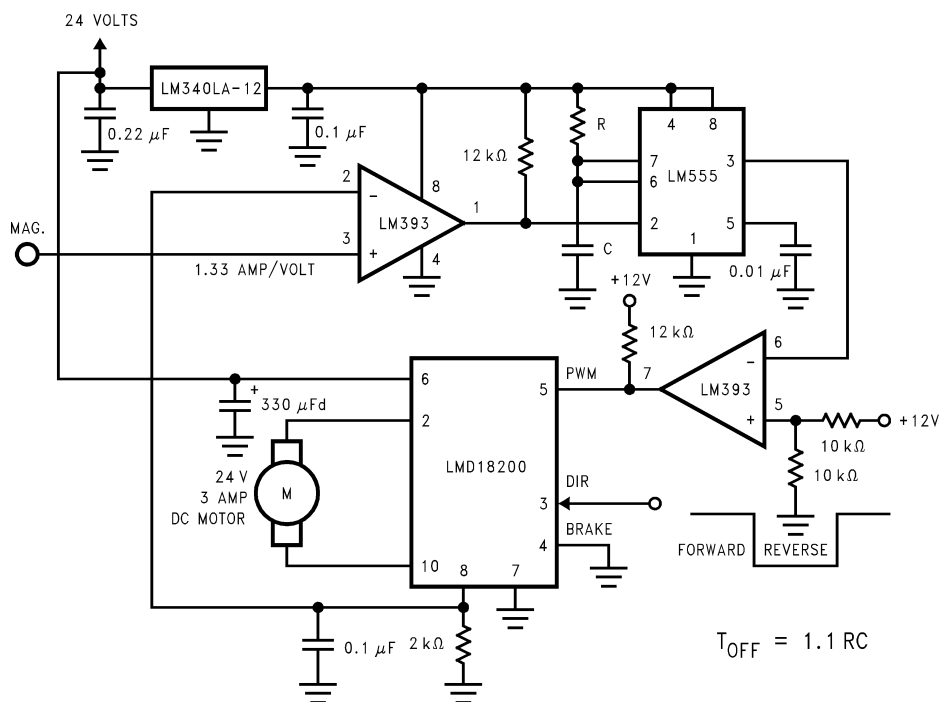 24 VOLTS
LM340LA-12
0.22 μF
0.1 μF
12 kΩ
R
4
8
7
6
LM555
3
2
5
1
C
0.01 μF
MAG.
2
−
8
LM393
1
3
+
4
1.33 AMP/VOLT
+12V
12 kΩ
6
−
7
LM393
5
+
+12V
10 kΩ
10 kΩ
PWM
6
5
+
330 μFd
2
LMD18200
24 V
3 AMP
DC MOTOR
M
DIR
3
BRAKE
4
10
8
7
FORWARD
REVERSE
0.1 μF
2 kΩ
TOFF = 1.1 RC